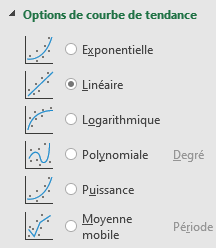 Options de courbe de tendance
Exponentielle
Linéaire
Logarithmique
Polynomiale Degré
Puissance
Moyenne
mobile Période